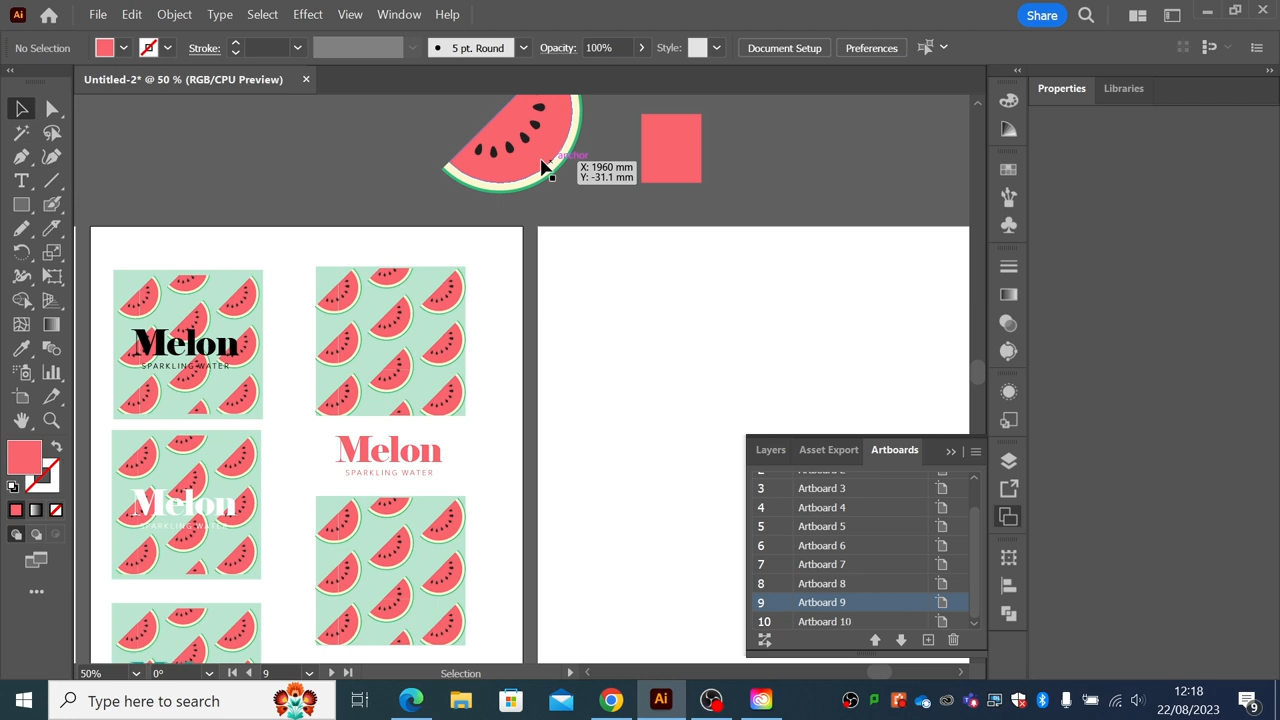 Ai File Edit Object Type Select Effect View Window Help Share
No Selection Stroke: 5 pt. Round Opacity: 100% Style: Document Setup Preferences
Untitled-2* @ 50 % (RGB/CPU Preview)
Properties Libraries
anchor
X: 1960 mm
Y: -31.1 mm
Melon
SPARKLING WATER
Melon
SPARKLING WATER
Melon
SPARKLING WATER
Layers Asset Export Artboards
3 Artboard 3
4 Artboard 4
5 Artboard 5
6 Artboard 6
7 Artboard 7
8 Artboard 8
9 Artboard 9
10 Artboard 10
50% 0° 9 Selection
Type here to search
Ai
12:18
22/08/2023
9